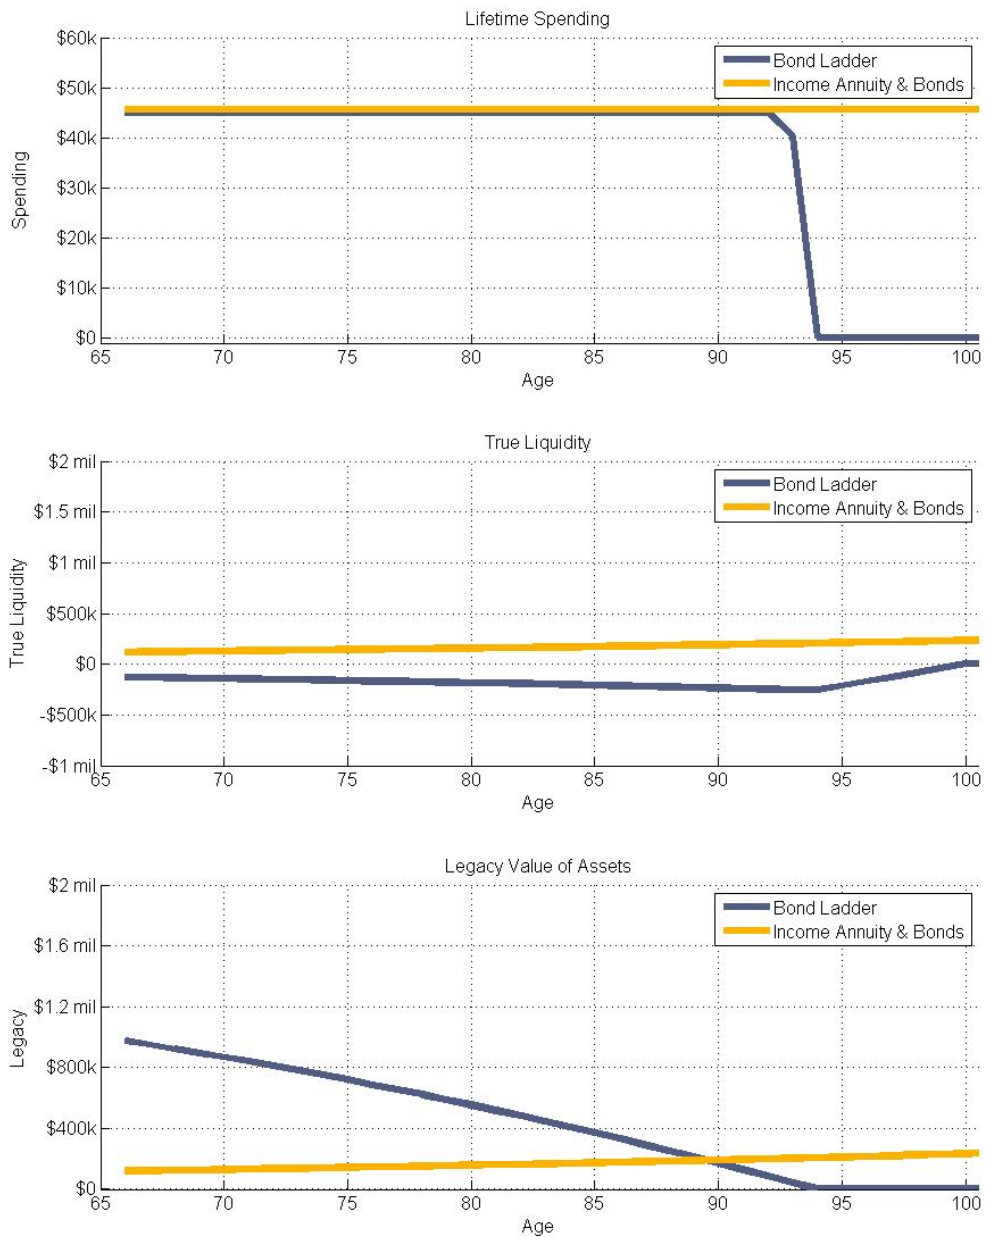 Lifetime Spending
$60k
$50k
$40k
$30k
$20k
$10k
$0
Spending
Bond Ladder
Income Annuity & Bonds
65 70 75 80 85 90 95 100
Age
True Liquidity
$2 mil
$1.5 mil
$1 mil
$500k
$0
-$500k
-$1 mil
True Liquidity
Bond Ladder
Income Annuity & Bonds
65 70 75 80 85 90 95 100
Age
Legacy Value of Assets
$2 mil
$1.6 mil
$1.2 mil
$800k
$400k
$0
Legacy
Bond Ladder
Income Annuity & Bonds
65 70 75 80 85 90 95 100
Age